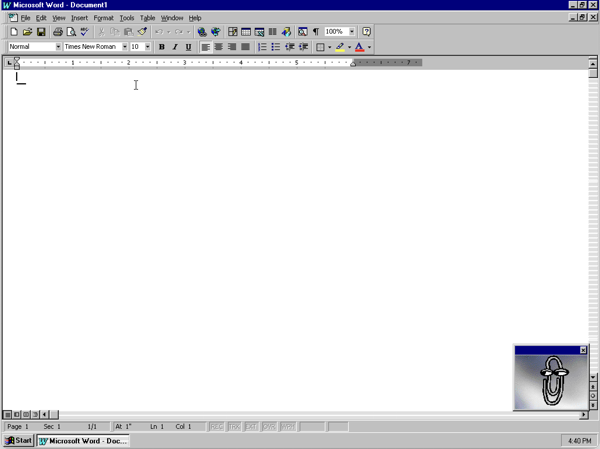 Microsoft Word - Document1
File Edit View Insert Format Tools Table Window Help
100%
Normal Times New Roman 10 B I U
1 2 3 4 5 7
Page 1 Sec 1 1/1 At 1" Ln 1 Col 1 REC TRK EXT OVR WPH
Start Microsoft Word - Doc... 4:40 PM